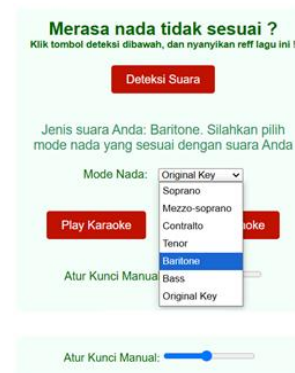 Merasa nada tidak sesuai ?
Klik tombol deteksi dibawah, dan nyanyikan reff lagu ini !
Deteksi Suara
Jenis suara Anda: Baritone. Silahkan pilih
mode nada yang sesuai dengan suara Anda
Mode Nada: Original Key
Soprano
Mezzo-soprano
Play Karaoke Contralto oke
Tenor
Baritone
Atur Kunci Manua Bass
Original Key
Atur Kunci Manual: